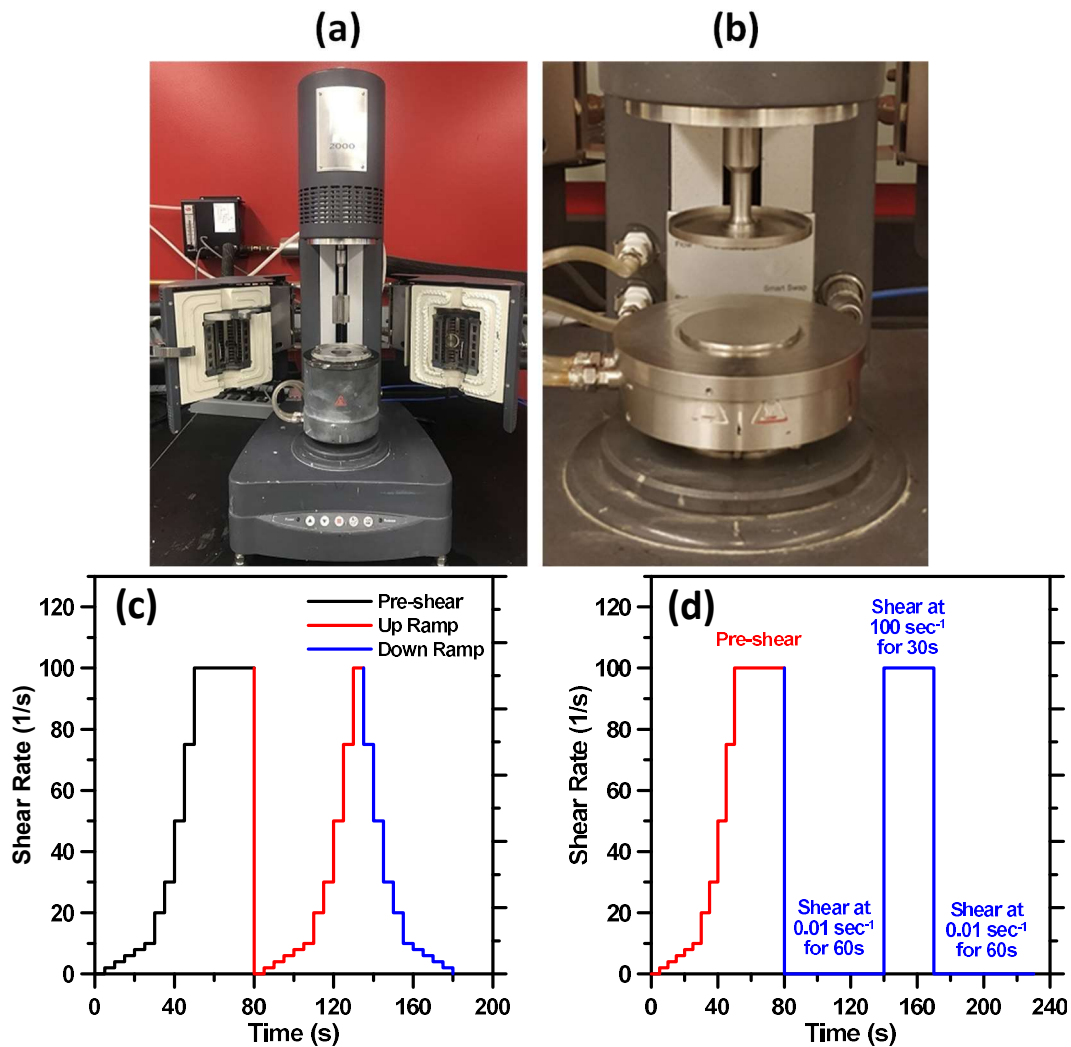 (a)
(b)
2000
Flow
Smart Swap
(c)
Pre-shear
Up Ramp
Down Ramp
Shear Rate (1/s)
120
100
80
60
40
20
0
0
40
80
120
160
200
Time (s)
(d)
Pre-shear
Shear at
100 sec⁻¹
for 30s
Shear at
0.01 sec⁻¹
for 60s
Shear at
0.01 sec⁻¹
for 60s
Shear Rate (1/s)
120
100
80
60
40
20
0
0
40
80
120
160
200
240
Time (s)